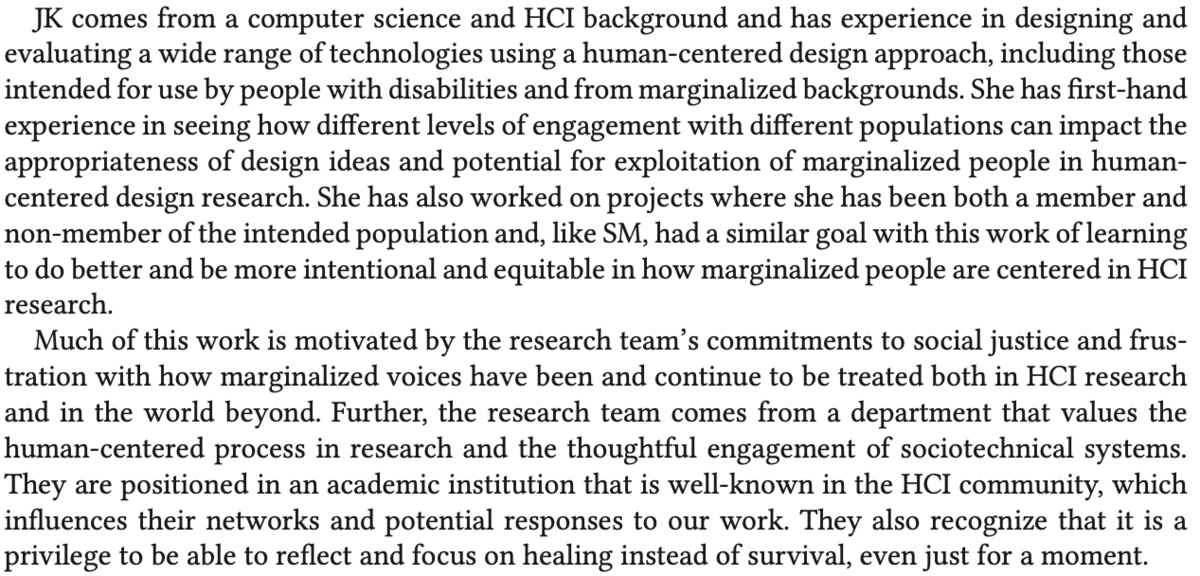 JK comes from a computer science and HCI background and has experience in designing and
evaluating a wide range of technologies using a human-centered design approach, including those
intended for use by people with disabilities and from marginalized backgrounds. She has first-hand
experience in seeing how different levels of engagement with different populations can impact the
appropriateness of design ideas and potential for exploitation of marginalized people in human-
centered design research. She has also worked on projects where she has been both a member and
non-member of the intended population and, like SM, had a similar goal with this work of learning
to do better and be more intentional and equitable in how marginalized people are centered in HCI
research.
Much of this work is motivated by the research team’s commitments to social justice and frus-
tration with how marginalized voices have been and continue to be treated both in HCI research
and in the world beyond. Further, the research team comes from a department that values the
human-centered process in research and the thoughtful engagement of sociotechnical systems.
They are positioned in an academic institution that is well-known in the HCI community, which
influences their networks and potential responses to our work. They also recognize that it is a
privilege to be able to reflect and focus on healing instead of survival, even just for a moment.